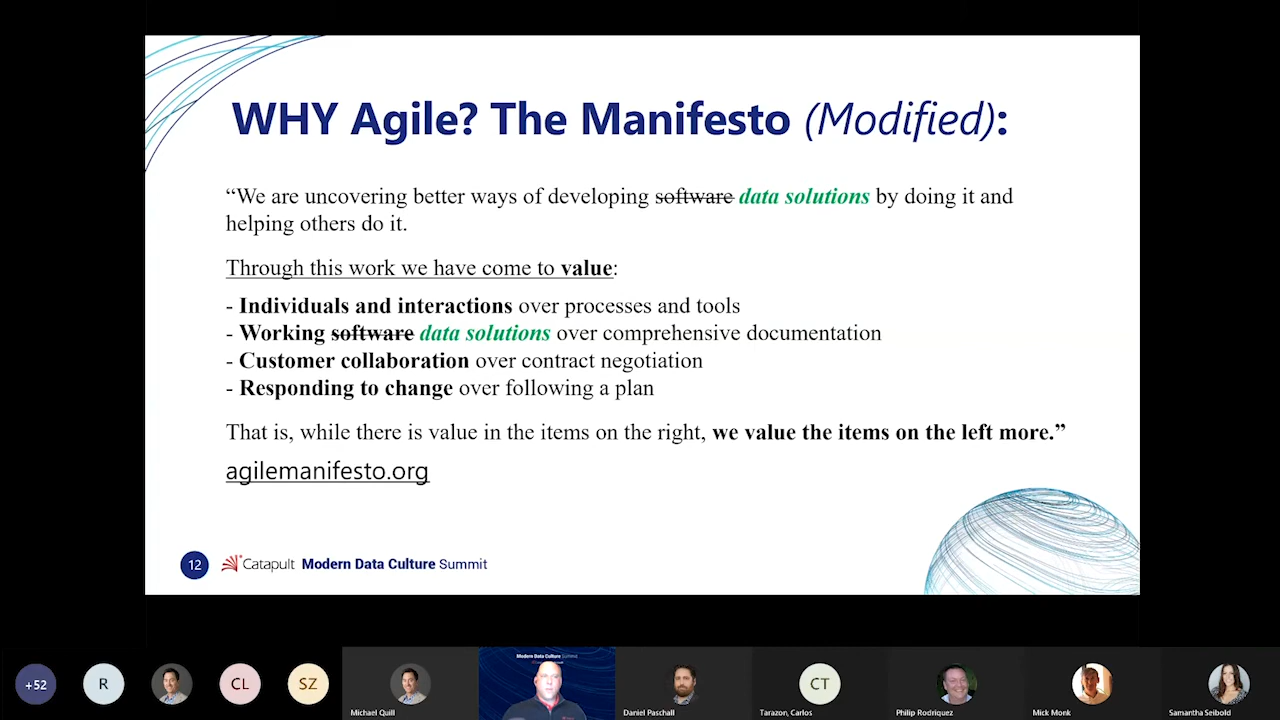 WHY Agile? The Manifesto (Modified):
“We are uncovering better ways of developing software data solutions by doing it and
helping others do it.
Through this work we have come to value:
- Individuals and interactions over processes and tools
- Working software data solutions over comprehensive documentation
- Customer collaboration over contract negotiation
- Responding to change over following a plan
That is, while there is value in the items on the right, we value the items on the left more.”
agilemanifesto.org
12 Catapult Modern Data Culture Summit
Modern Data Culture Summit
+52 R CL SZ CT
Michael Quill Daniel Paschall Tarazon, Carlos Philip Rodriquez Mick Monk Samantha Seibold